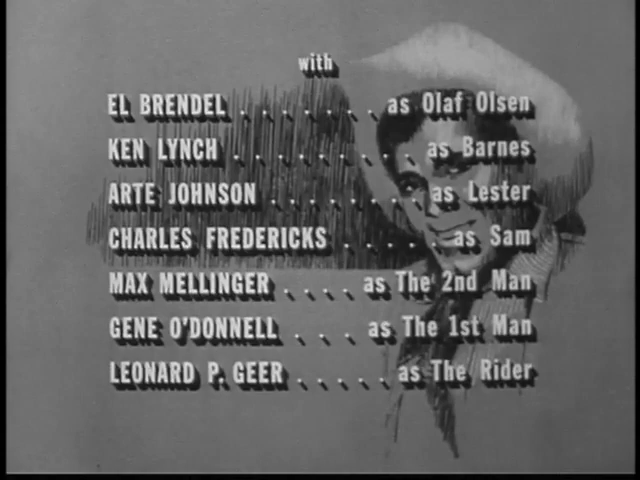 with
EL BRENDEL . . . . . . . as Olaf Olsen
KEN LYNCH . . . . . . . . . as Barnes
ARTE JOHNSON . . . . . . . . as Lester
CHARLES FREDERICKS . . . . . as Sam
MAX MELLINGER . . . . as The 2nd Man
GENE O'DONNELL . . . as The 1st Man
LEONARD P. GEER . . . . . as The Rider